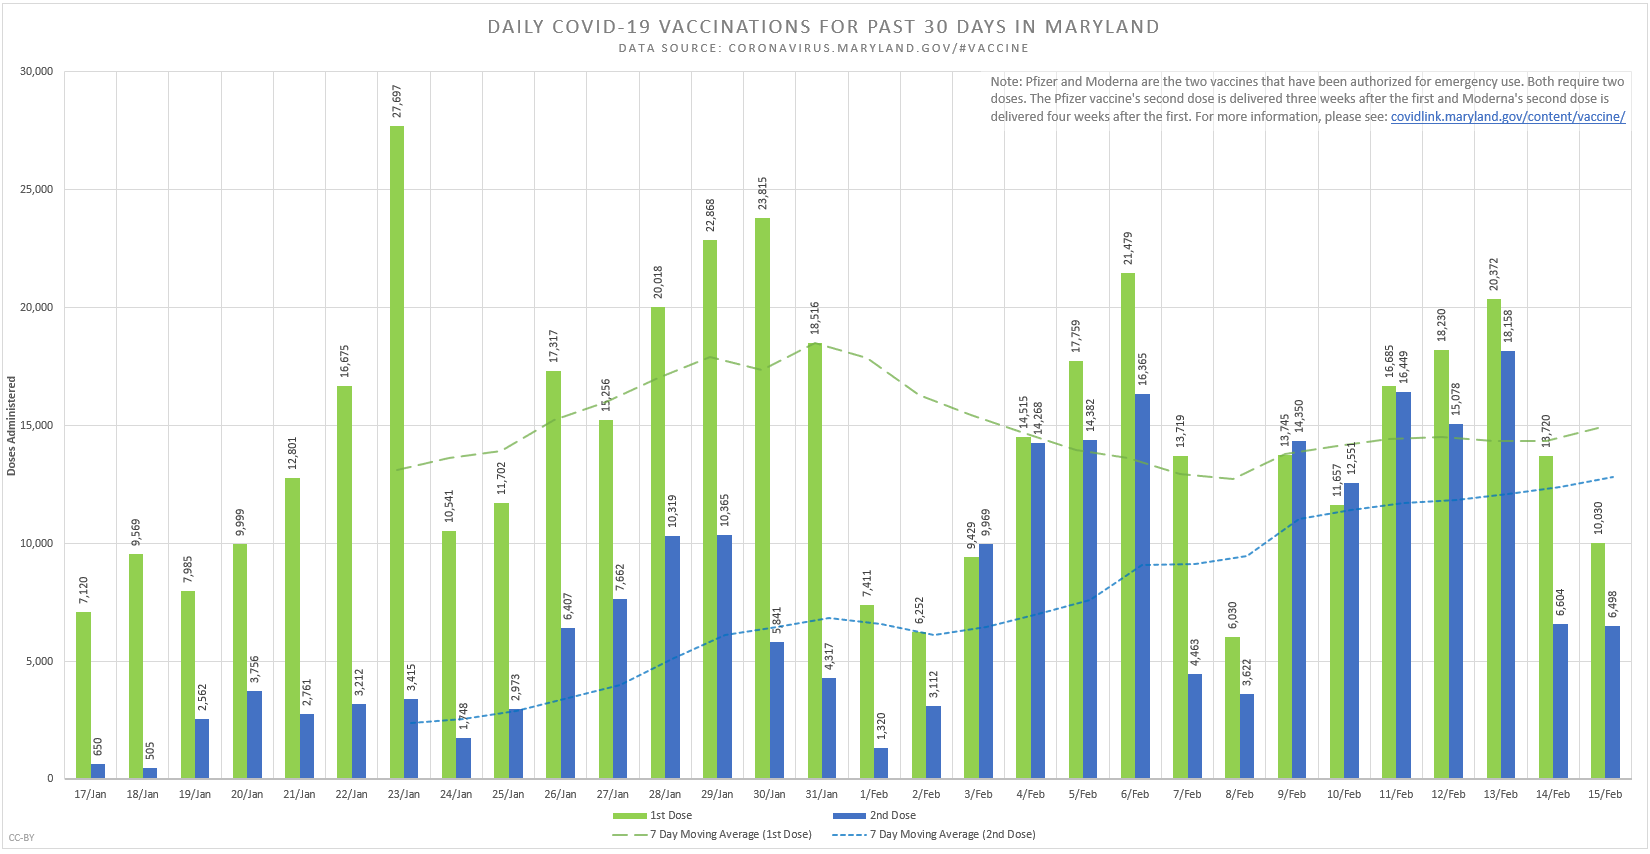 DAILY COVID-19 VACCINATIONS FOR PAST 30 DAYS IN MARYLAND
DATA SOURCE: CORONAVIRUS.MARYLAND.GOV/#VACCINE
Note: Pfizer and Moderna are the two vaccines that have been authorized for emergency use. Both require two
doses. The Pfizer vaccine's second dose is delivered three weeks after the first and Moderna's second dose is
delivered four weeks after the first. For more information, please see: covidlink.maryland.gov/content/vaccine/
Doses Administered
30,000
25,000
20,000
15,000
10,000
5,000
0
7,120
650
9,569
505
7,985
2,562
9,999
3,756
12,801
2,761
16,675
3,212
27,697
3,415
10,541
1,748
11,702
2,973
17,317
6,407
15,256
7,662
20,018
10,319
22,868
10,365
23,815
5,841
18,516
4,317
7,411
1,320
6,252
3,112
9,429
9,969
14,515
14,268
17,759
14,382
21,479
16,365
13,719
4,463
6,030
3,622
13,745
14,350
11,657
12,551
16,685
16,449
18,230
15,078
20,372
18,158
13,720
6,604
10,030
6,498
17/Jan
18/Jan
19/Jan
20/Jan
21/Jan
22/Jan
23/Jan
24/Jan
25/Jan
26/Jan
27/Jan
28/Jan
29/Jan
30/Jan
31/Jan
1/Feb
2/Feb
3/Feb
4/Feb
5/Feb
6/Feb
7/Feb
8/Feb
9/Feb
10/Feb
11/Feb
12/Feb
13/Feb
14/Feb
15/Feb
1st Dose
2nd Dose
7 Day Moving Average (1st Dose)
7 Day Moving Average (2nd Dose)
CC-BY